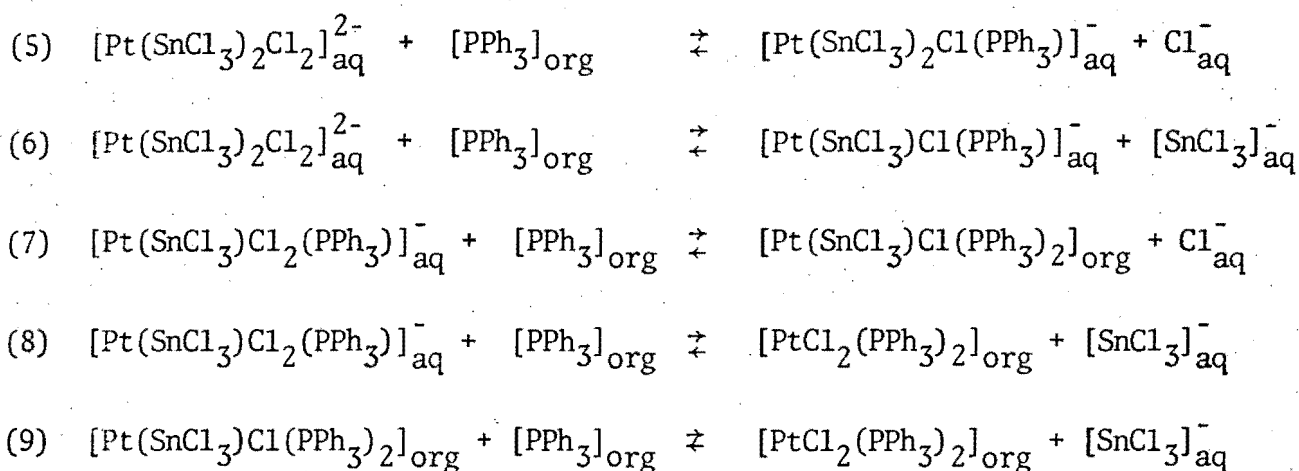 (5) [Pt(SnCl₃)₂Cl₂]²⁻aq + [PPh₃]org ⇄ [Pt(SnCl₃)₂Cl(PPh₃)]⁻aq + Cl⁻aq
(6) [Pt(SnCl₃)₂Cl₂]²⁻aq + [PPh₃]org ⇄ [Pt(SnCl₃)Cl(PPh₃)]⁻aq + [SnCl₃]⁻aq
(7) [Pt(SnCl₃)Cl₂(PPh₃)]⁻aq + [PPh₃]org ⇄ [Pt(SnCl₃)Cl(PPh₃)₂]org + Cl⁻aq
(8) [Pt(SnCl₃)Cl₂(PPh₃)]⁻aq + [PPh₃]org ⇄ [PtCl₂(PPh₃)₂]org + [SnCl₃]⁻aq
(9) [Pt(SnCl₃)Cl(PPh₃)₂]org + [PPh₃]org ⇄ [PtCl₂(PPh₃)₂]org + [SnCl₃]⁻aq